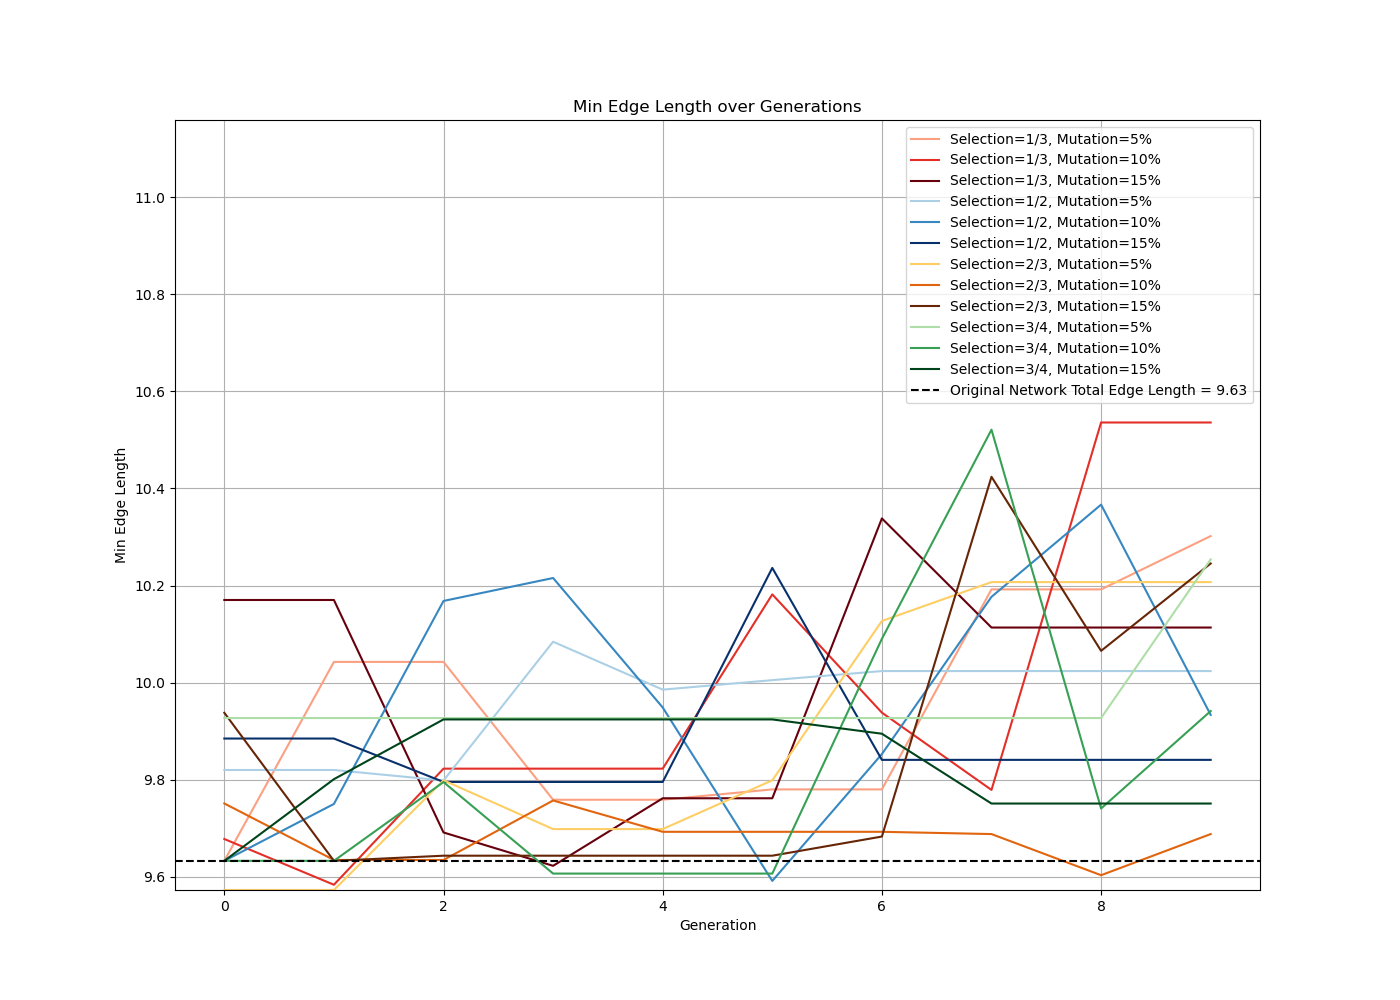 Min Edge Length over Generations
Selection=1/3, Mutation=5%
Selection=1/3, Mutation=10%
Selection=1/3, Mutation=15%
Selection=1/2, Mutation=5%
Selection=1/2, Mutation=10%
Selection=1/2, Mutation=15%
Selection=2/3, Mutation=5%
Selection=2/3, Mutation=10%
Selection=2/3, Mutation=15%
Selection=3/4, Mutation=5%
Selection=3/4, Mutation=10%
Selection=3/4, Mutation=15%
Original Network Total Edge Length = 9.63
Min Edge Length
11.0
10.8
10.6
10.4
10.2
10.0
9.8
9.6
0 2 4 6 8
Generation